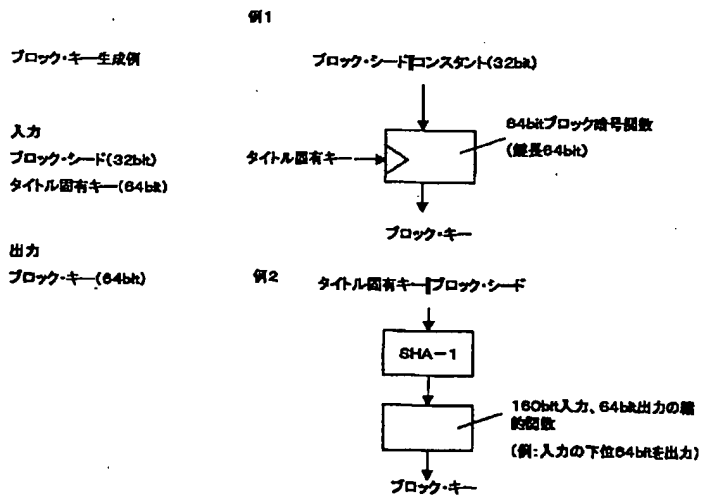 例1
ブロック・キー生成例
ブロック・シード‖コンスタント(32bit)
入力
ブロック・シード(32bit)
タイトル固有キー(64bit)
タイトル固有キー
64bitブロック暗号関数
(鍵長64bit)
ブロック・キー
出力
ブロック・キー(64bit)
例2
タイトル固有キー‖ブロック・シード
SHA-1
160bit入力、64bit出力の縮
約関数
(例:入力の下位64bitを出力)
ブロック・キー